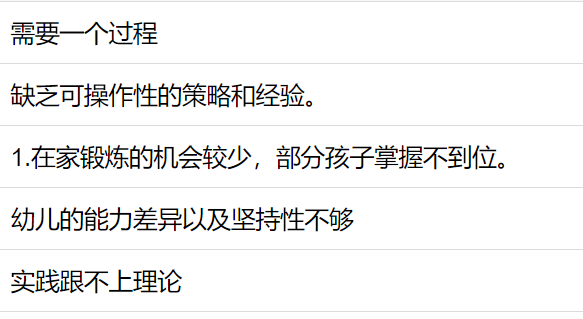 需要一个过程
缺乏可操作性的策略和经验。
1.在家锻炼的机会较少，部分孩子掌握不到位。
幼儿的能力差异以及坚持性不够
实践跟不上理论